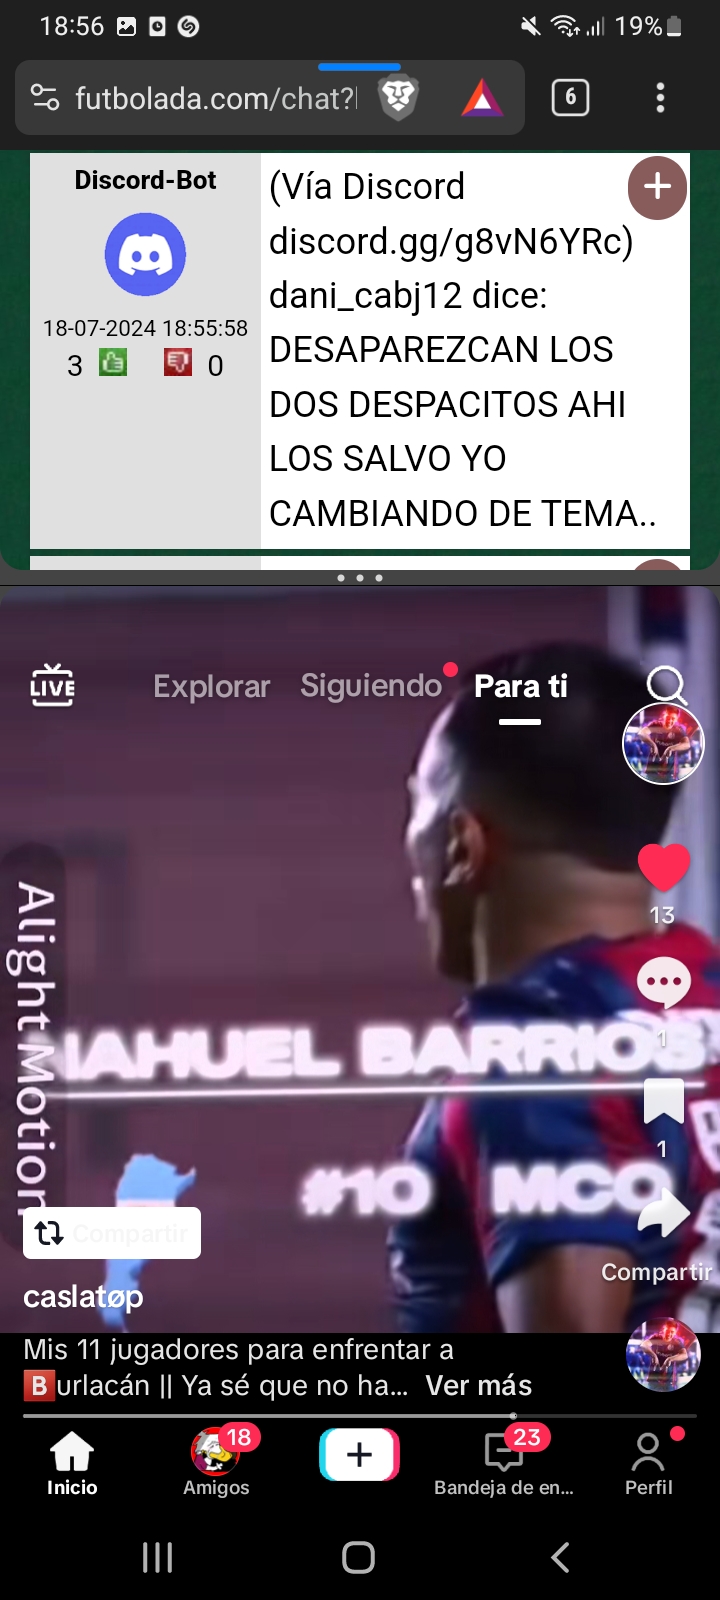 18:56
19%
futbolada.com/chat?
6
Discord-Bot
18-07-2024 18:55:58
3
0
(Vía Discord
discord.gg/g8vN6YRc)
dani_cabj12 dice:
DESAPAREZCAN LOS
DOS DESPACITOS AHI
LOS SALVO YO
CAMBIANDO DE TEMA..
LIVE
Explorar
Siguiendo
Para ti
13
1
1
Compartir
Alight Motion
NAHUEL BARRIOS
#10 MCO
Compartir
caslatøp
Mis 11 jugadores para enfrentar a
🅱urlacán || Ya sé que no ha... Ver más
Inicio
18
Amigos
23
Bandeja de en...
Perfil